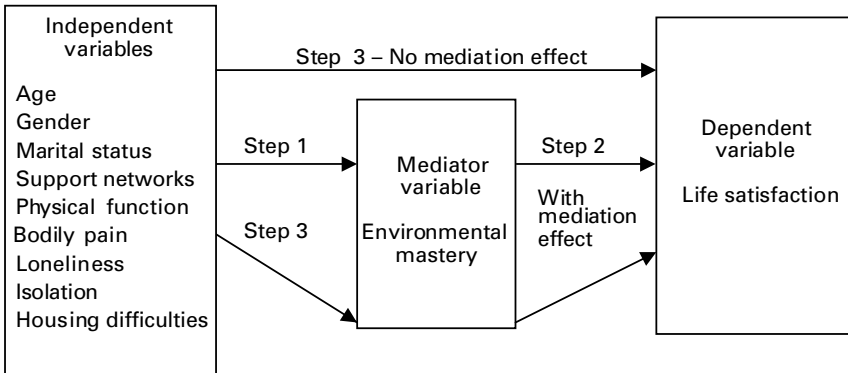 Independent
variables
Age
Gender
Marital status
Support networks
Physical function
Bodily pain
Loneliness
Isolation
Housing difficulties
Step 3 – No mediation effect
Step 1
Step 3
Mediator
variable
Environmental
mastery
Step 2
With
mediation
effect
Dependent
variable
Life satisfaction